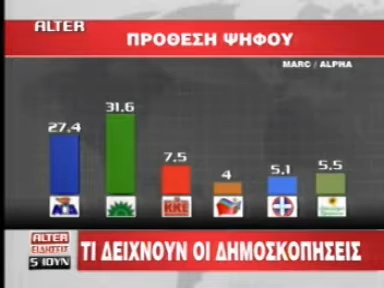 ALTER
ΠΡΟΘΕΣΗ ΨΗΦΟΥ
MARC / ALPHA
27,4
31,6
7,5
4
5,1
5,5
ΚΚΕ
ALTER
ΕΙΔΗΣΕΙΣ
5 ΙΟΥΝ
ΤΙ ΔΕΙΧΝΟΥΝ ΟΙ ΔΗΜΟΣΚΟΠΗΣΕΙΣ